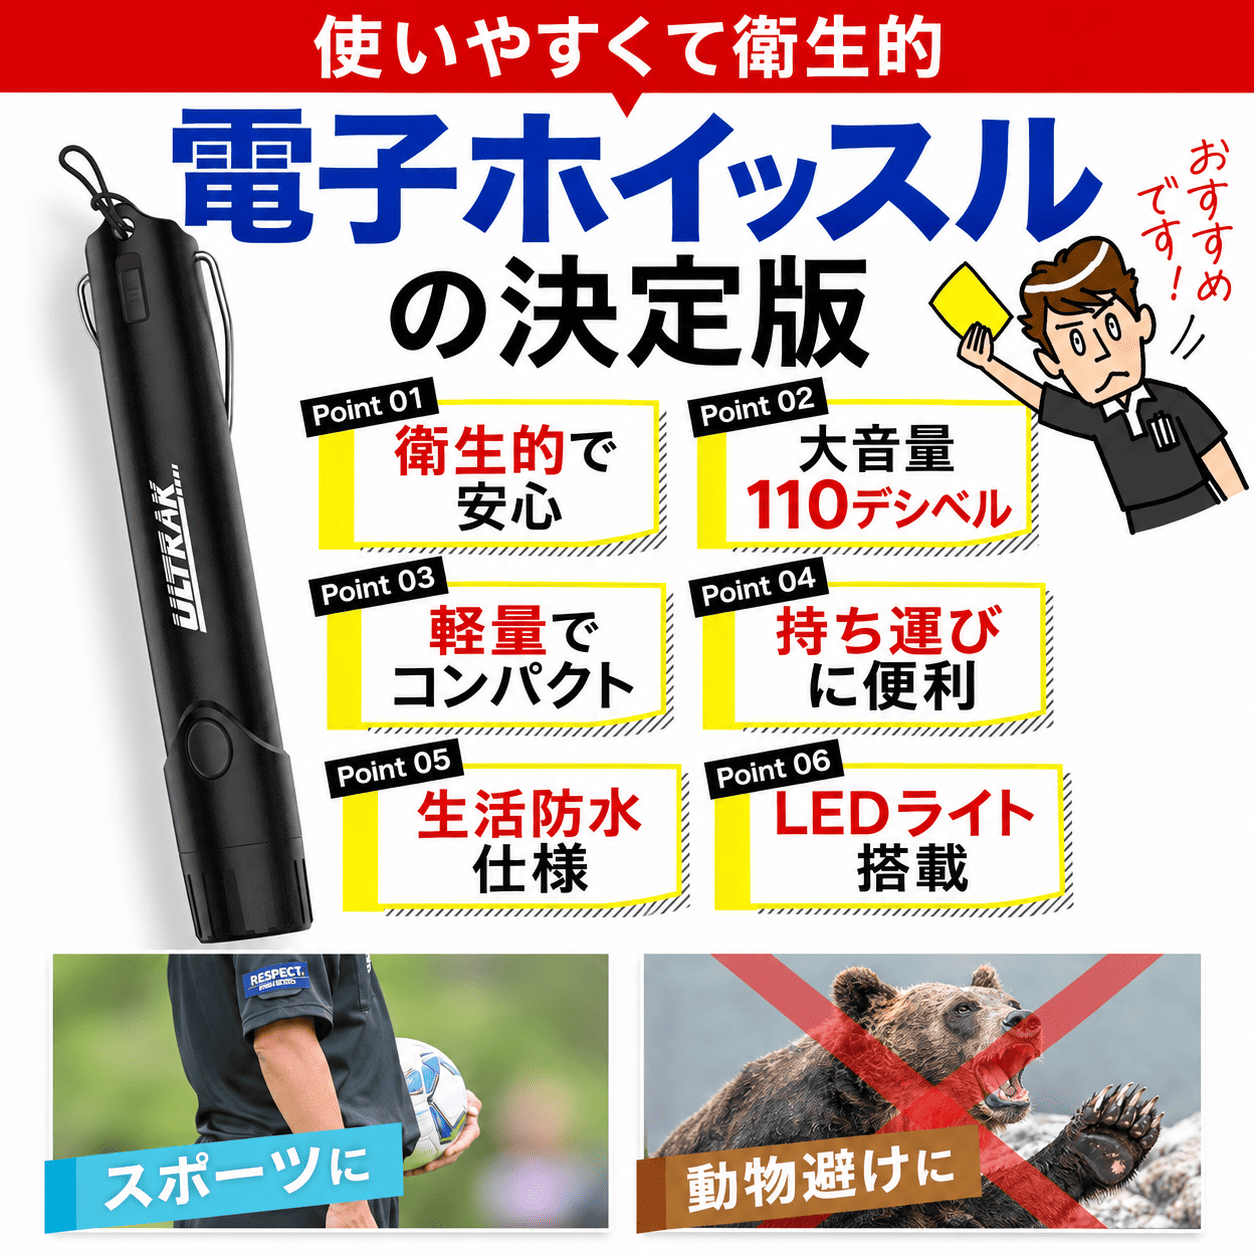 使いやすくて衛生的
電子ホイッスル
の決定版
おすすめ
です!
ULTRAK
Point 01
衛生的で
安心
Point 02
大音量
110デシベル
Point 03
軽量で
コンパクト
Point 04
持ち運び
に便利
Point 05
生活防水
仕様
Point 06
LEDライト
搭載
RESPECT.
スポーツに
動物避けに